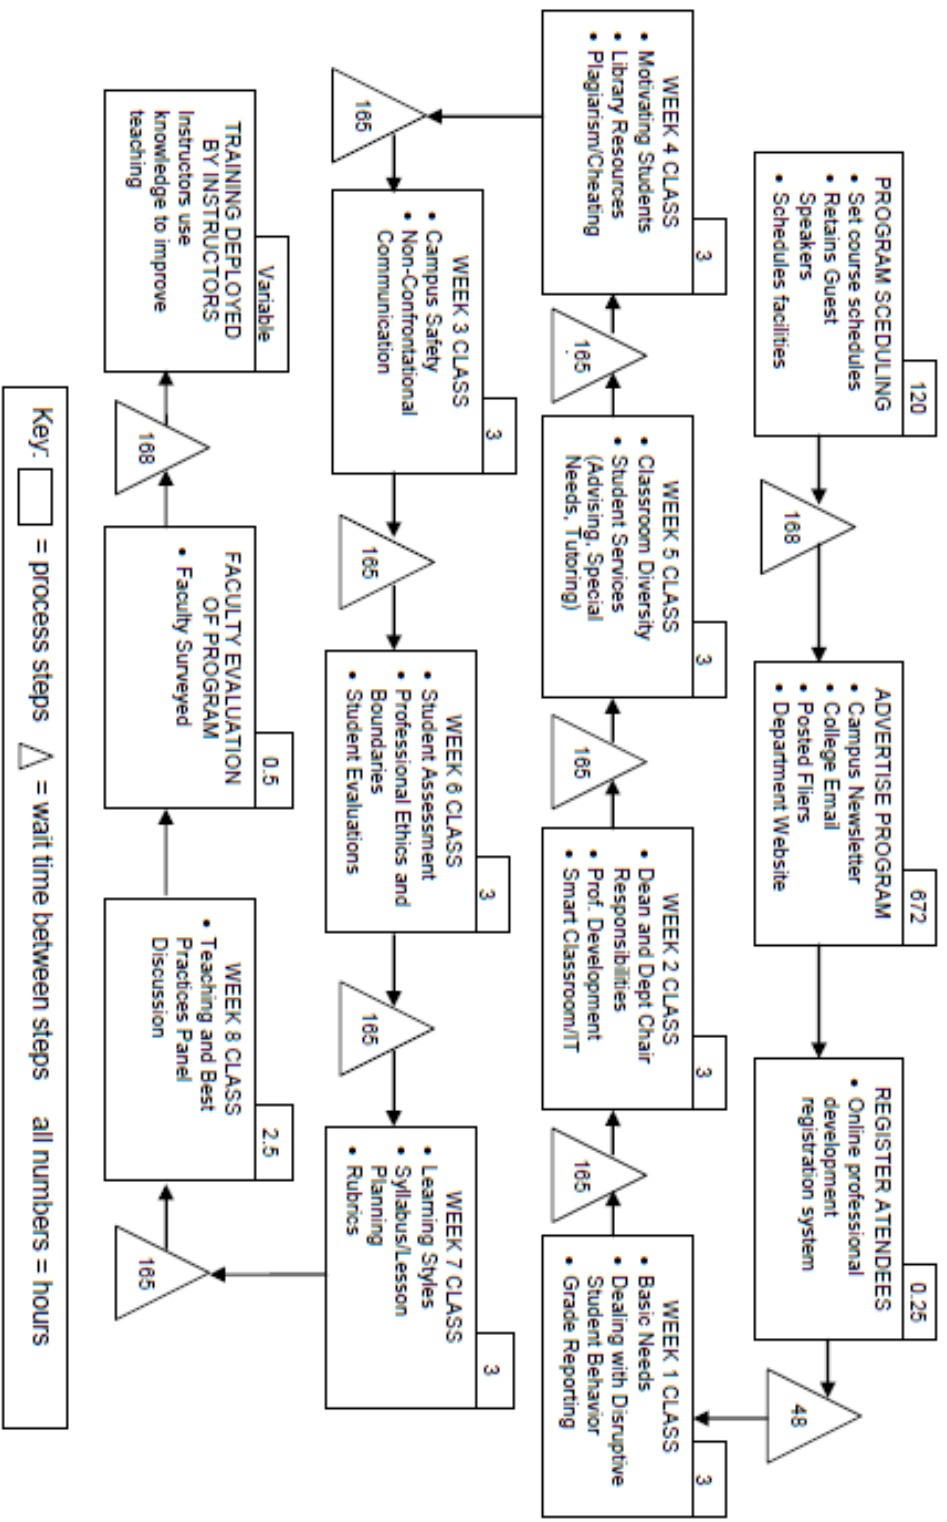 120
PROGRAM SCEDULING
• Set course schedules
• Retains Guest
Speakers
• Schedules facilities
168
672
ADVERTISE PROGRAM
• Campus Newsletter
• College Email
• Posted Fliers
• Department Website
0.25
REGISTER ATENDEES
• Online professional
development
registration system
48
3
WEEK 1 CLASS
• Basic Needs
• Dealing with Disruptive
Student Behavior
• Grade Reporting
165
3
WEEK 2 CLASS
• Dean and Dept Chair
Responsibilities
• Prof. Development
• Smart Classroom/IT
165
3
WEEK 5 CLASS
• Classroom Diversity
• Student Services
(Advising, Special
Needs, Tutoring)
165
3
WEEK 4 CLASS
• Motivating Students
• Library Resources
• Plagiarism/Cheating
165
3
WEEK 3 CLASS
• Campus Safety
• Non-Confrontational
Communication
165
3
WEEK 6 CLASS
• Student Assessment
• Professional Ethics and
Boundaries
• Student Evaluations
165
3
WEEK 7 CLASS
• Learning Styles
• Syllabus/Lesson
Planning
• Rubrics
165
2.5
WEEK 8 CLASS
• Teaching and Best
Practices Panel
Discussion
0.5
FACULTY EVALUATION
OF PROGRAM
• Faculty Surveyed
168
Variable
TRAINING DEPLOYED
BY INSTRUCTORS
Instructors use
knowledge to improve
teaching
Key: = process steps = wait time between steps all numbers = hours